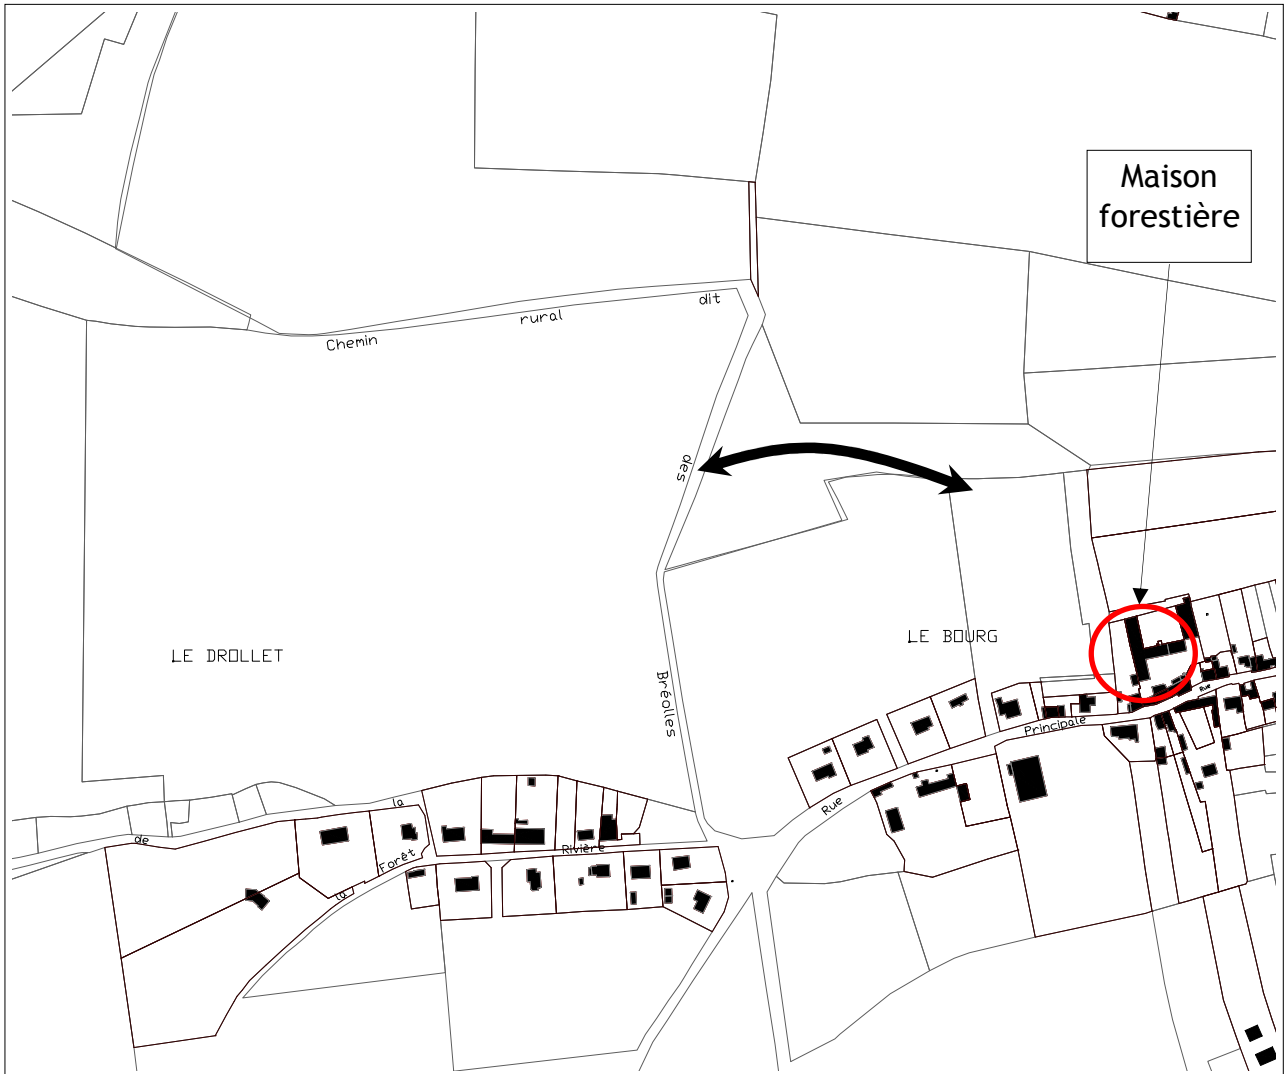 Maison
forestière
Chemin rural dit
des
Bréolles
LE DROLLET
LE BOURG
Rue Principale
Rue
de la
Rivière
la Forêt